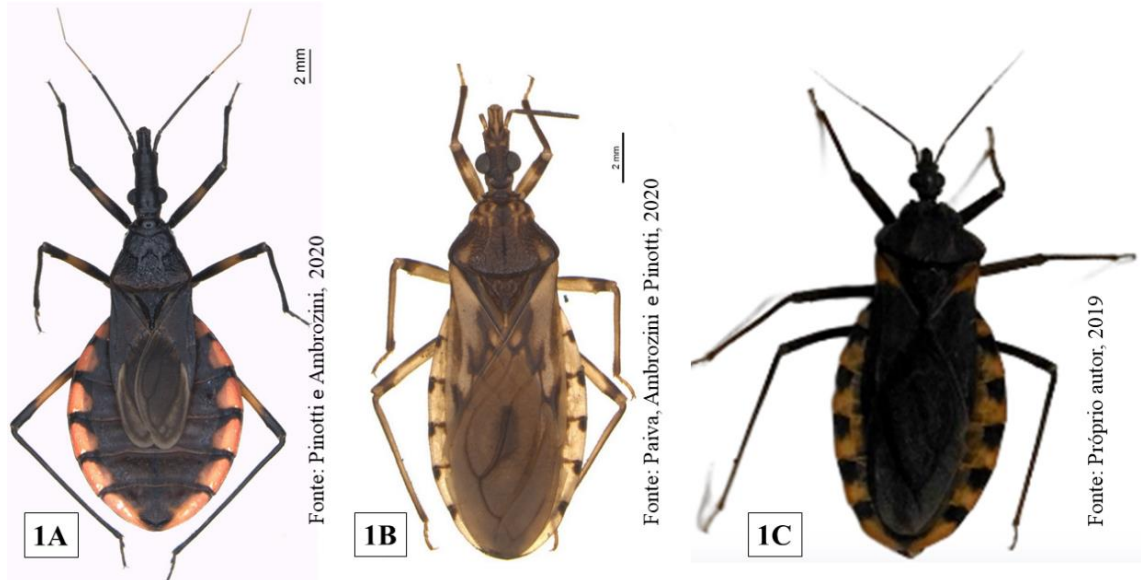 2 mm
Fonte: Pinotti e Ambrozini, 2020
1A
2 mm
Fonte: Paiva, Ambrozini e Pinotti, 2020
1B
Fonte: Próprio autor, 2019
1C